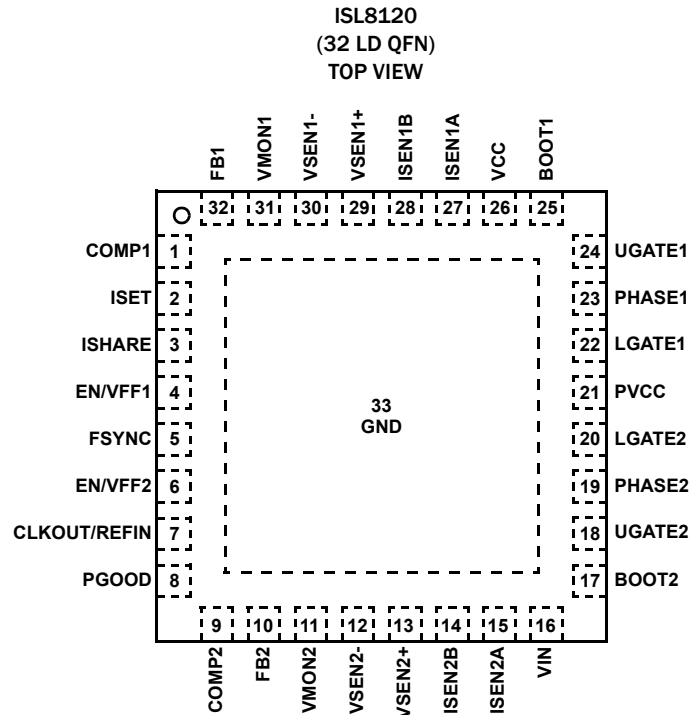 ISL8120
(32 LD QFN)
TOP VIEW
FB1
VMON1
VSEN1-
VSEN1+
ISEN1B
ISEN1A
VCC
BOOT1
32
31
30
29
28
27
26
25
COMP1 1
ISET 2
ISHARE 3
EN/VFF1 4
FSYNC 5
EN/VFF2 6
CLKOUT/REFIN 7
PGOOD 8
33
GND
24 UGATE1
23 PHASE1
22 LGATE1
21 PVCC
20 LGATE2
19 PHASE2
18 UGATE2
17 BOOT2
9
10
11
12
13
14
15
16
COMP2
FB2
VMON2
VSEN2-
VSEN2+
ISEN2B
ISEN2A
VIN